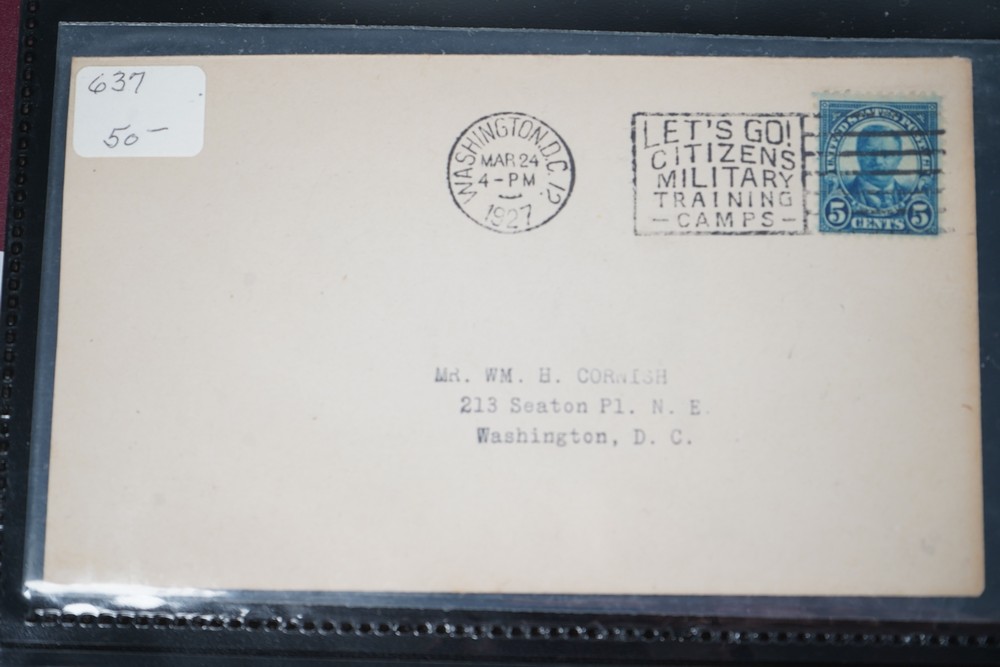 637
50-
WASHINGTON, D.C. 12
MAR 24
4-PM
1927
LET'S GO!
CITIZENS
MILITARY
TRAINING
-CAMPS-
UNITED STATES POSTAGE
5 CENTS 5
MR. WM. H. CORNISH
213 Seaton Pl. N. E.
Washington, D. C.